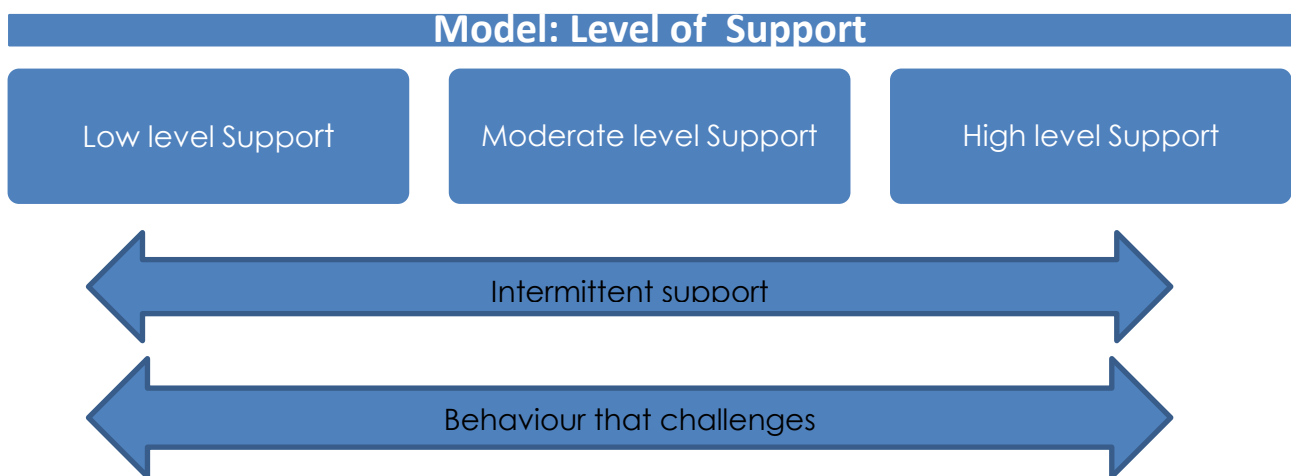 Model: Level of Support
Low level Support
Moderate level Support
High level Support
Intermittent support
Behaviour that challenges